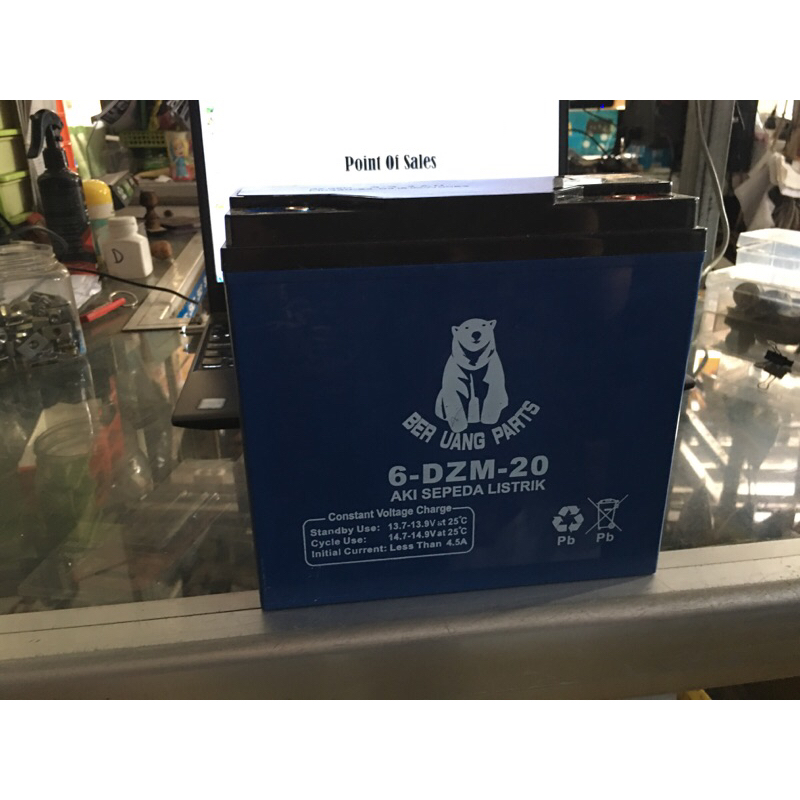 Point Of Sales
BER UANG PARTS
6-DZM-20
AKI SEPEDA LISTRIK
Constant Voltage Charge
Standby Use: 13.7-13.9V at 25°C
Cycle Use: 14.7-14.9V at 25°C
Initial Current: Less Than 4.5A
Pb Pb
D